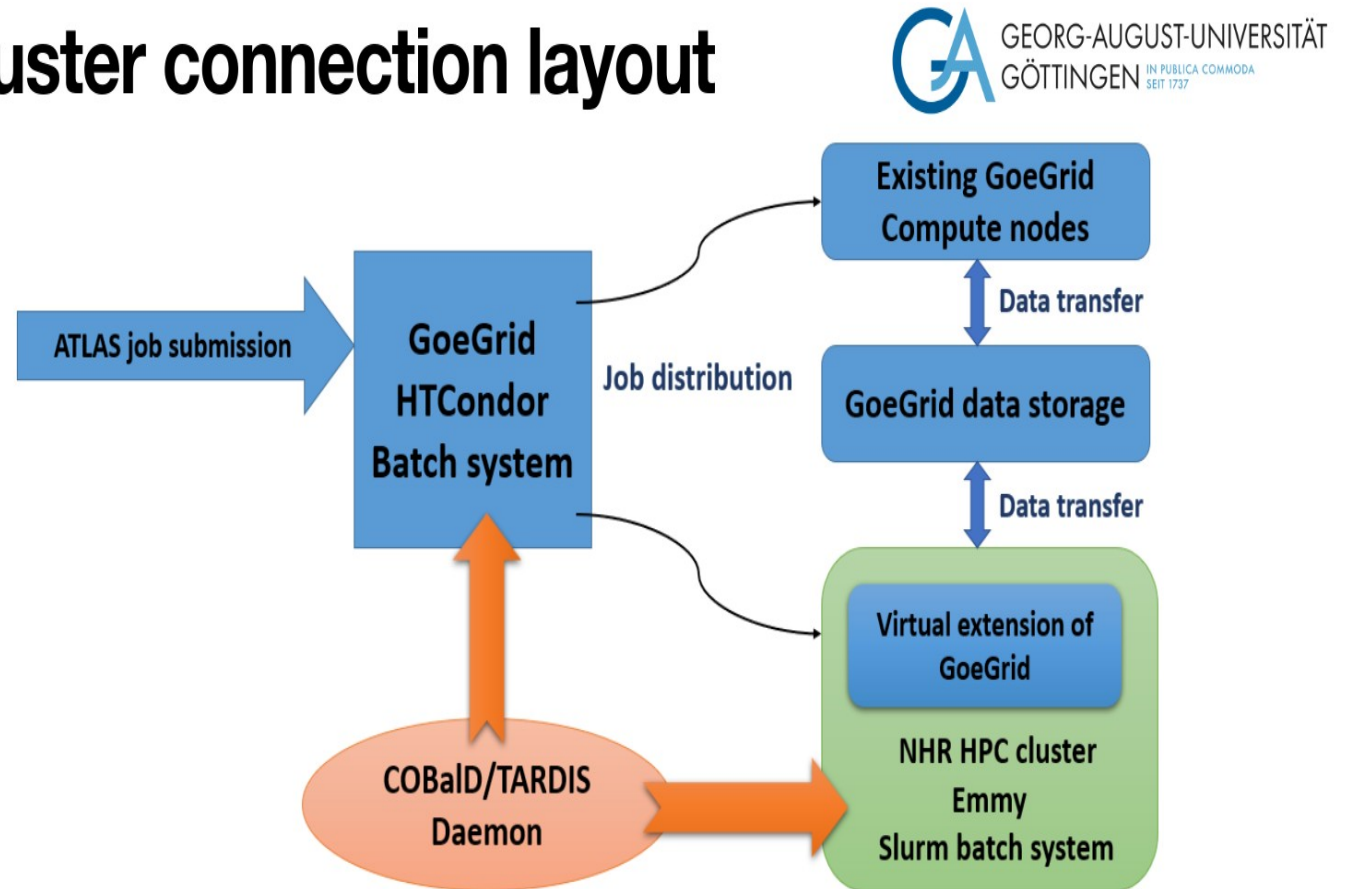 uster connection layout
GEORG-AUGUST-UNIVERSITÄT
GÖTTINGEN IN PUBLICA COMMODA
SEIT 1737
Existing GoeGrid
Compute nodes
Data transfer
ATLAS job submission
GoeGrid
HTCondor
Batch system
Job distribution
GoeGrid data storage
Data transfer
Virtual extension of
GoeGrid
NHR HPC cluster
Emmy
Slurm batch system
COBalD/TARDIS
Daemon